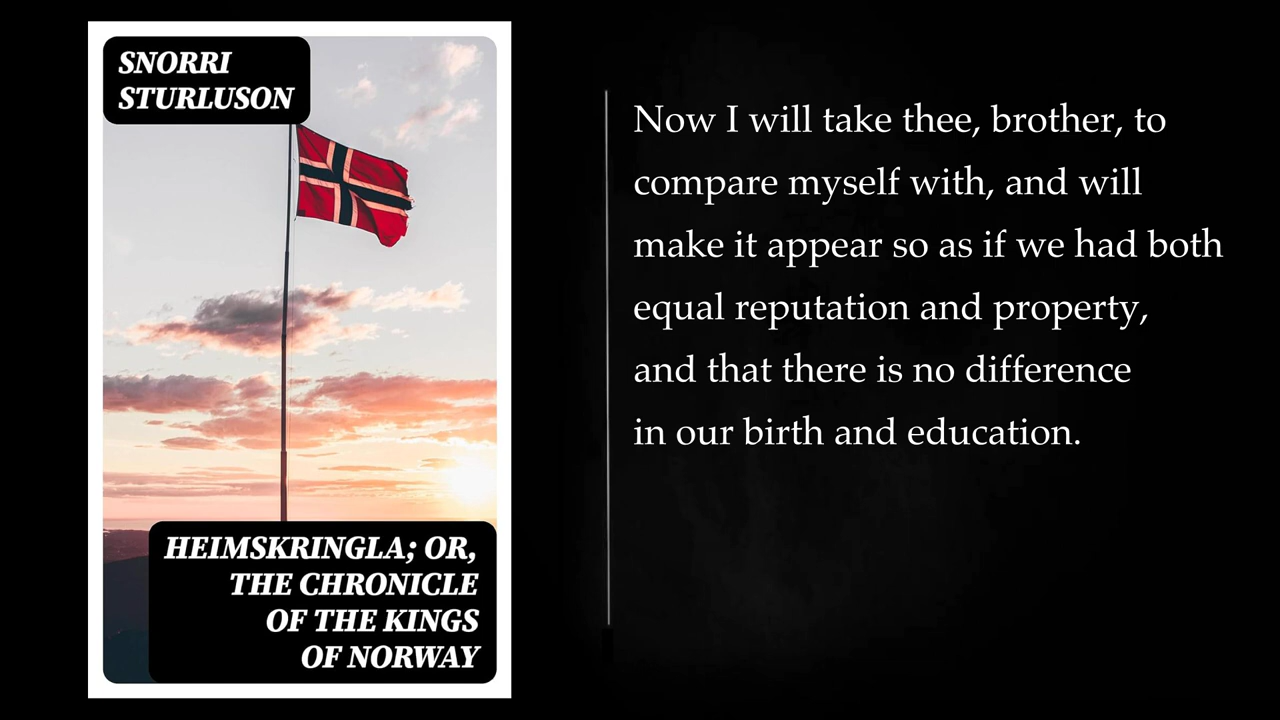 SNORRI
STURLUSON
HEIMSKRINGLA; OR,
THE CHRONICLE
OF THE KINGS
OF NORWAY
Now I will take thee, brother, to
compare myself with, and will
make it appear so as if we had both
equal reputation and property,
and that there is no difference
in our birth and education.